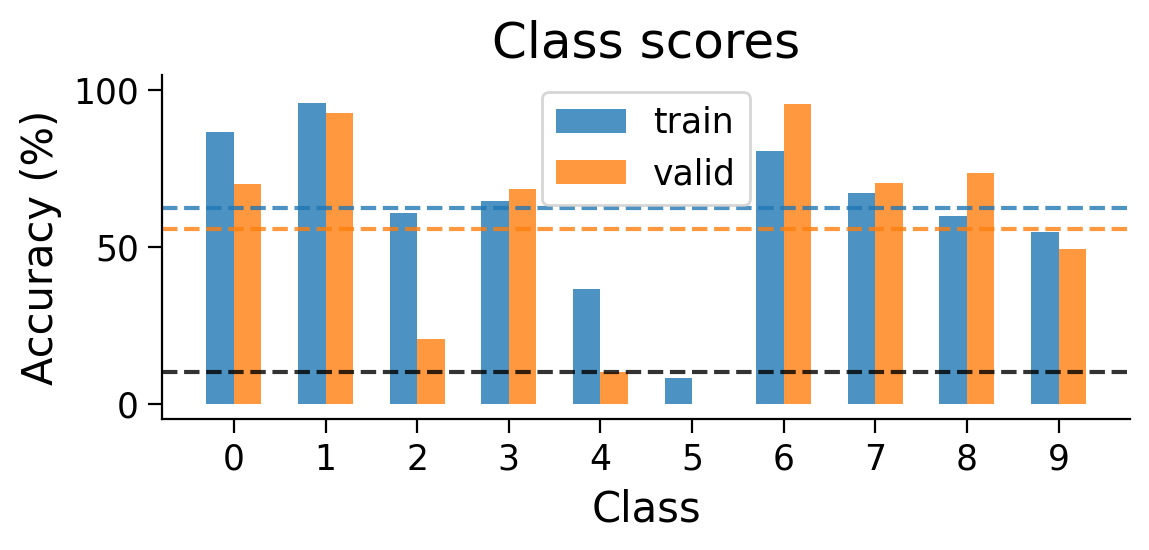 Class scores
100
50
0
Accuracy (%)
train
valid
0 1 2 3 4 5 6 7 8 9
Class